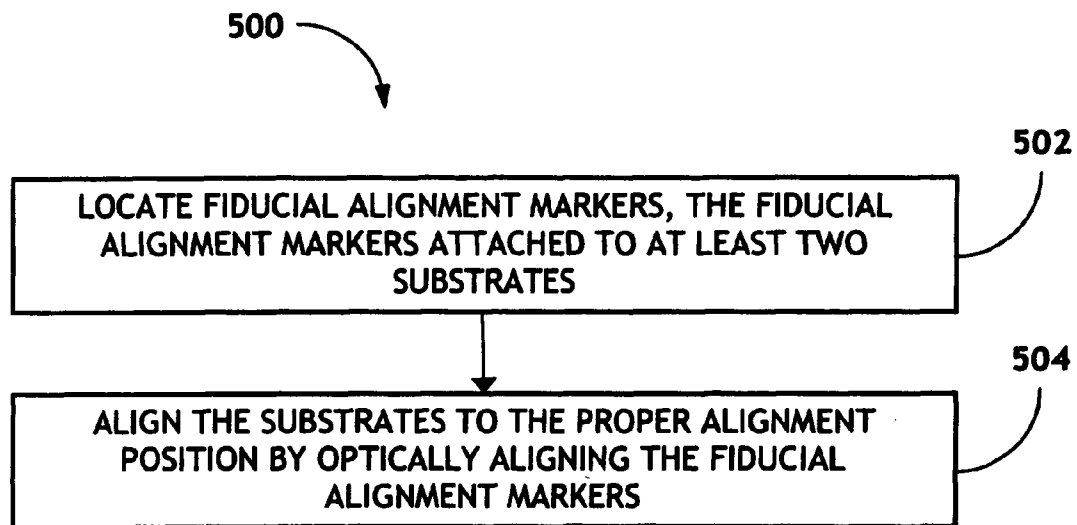 500
502
LOCATE FIDUCIAL ALIGNMENT MARKERS, THE FIDUCIAL
ALIGNMENT MARKERS ATTACHED TO AT LEAST TWO
SUBSTRATES
504
ALIGN THE SUBSTRATES TO THE PROPER ALIGNMENT
POSITION BY OPTICALLY ALIGNING THE FIDUCIAL
ALIGNMENT MARKERS